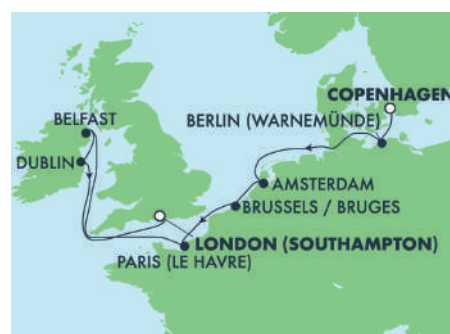 COPENHAGEN
BERLIN (WARNEMÜNDE)
BELFAST
DUBLIN
AMSTERDAM
BRUSSELS / BRUGES
LONDON (SOUTHAMPTON)
PARIS (LE HAVRE)